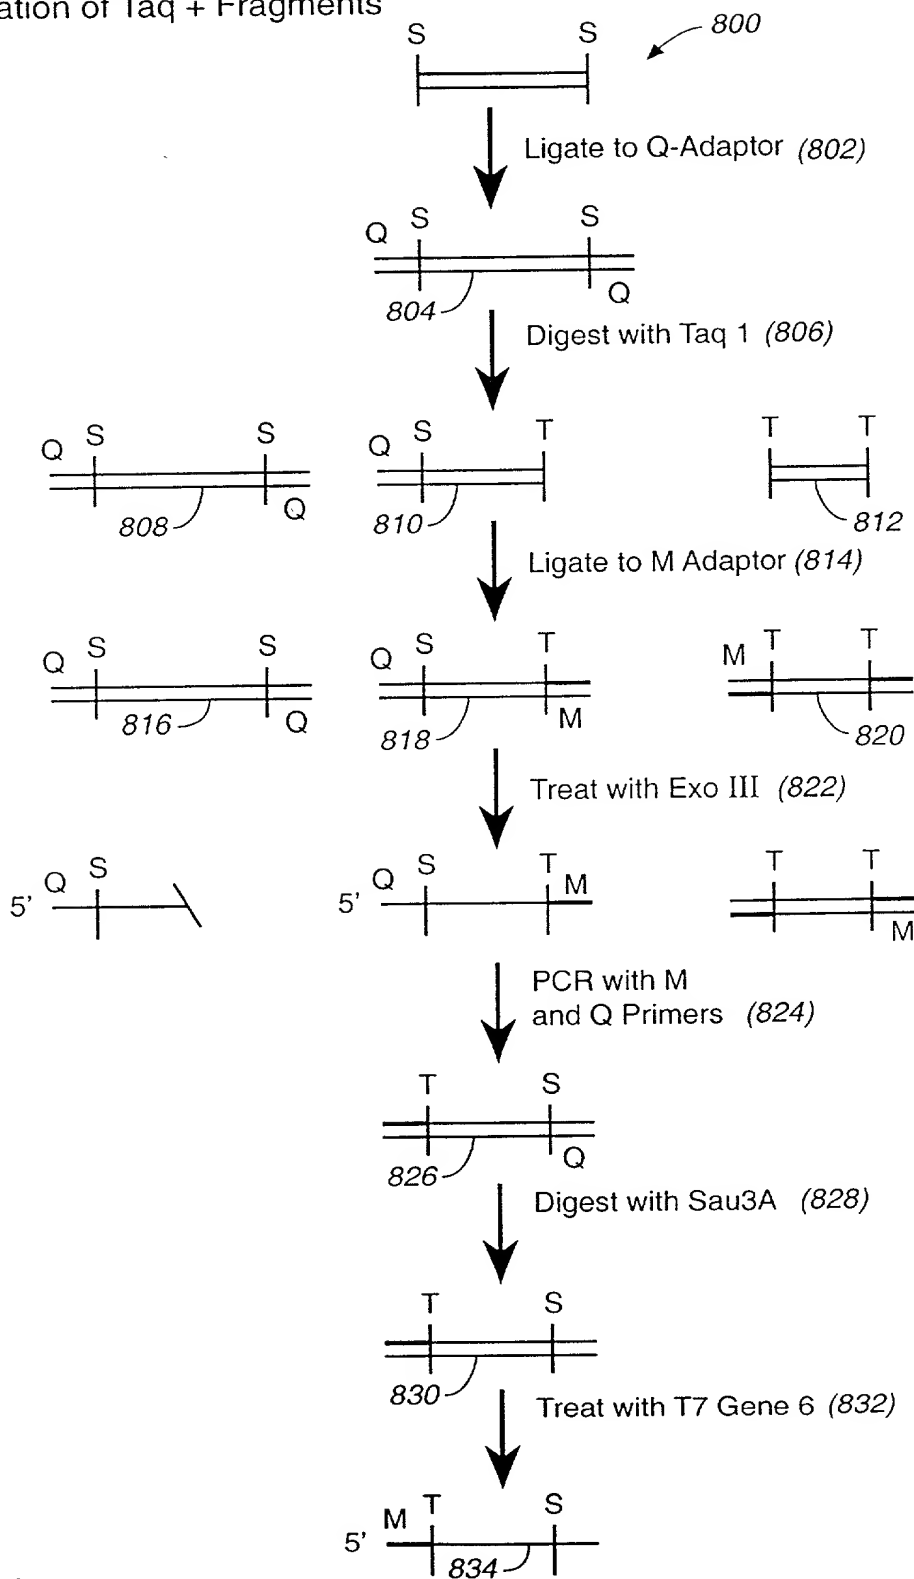 of Taq + Fragments
S S 800
Ligate to Q-Adaptor (802)
Q S S
804 Q
Digest with Taq 1 (806)
Q S S Q S T T T
808 Q 810 812
Ligate to M Adaptor (814)
Q S S Q S T M T T
816 Q 818 M 820
Treat with Exo III (822)
5' Q S 5' Q S T M T T
M
PCR with M
and Q Primers (824)
T S
826 Q
Digest with Sau3A (828)
T S
830
Treat with T7 Gene 6 (832)
5' M T S
834